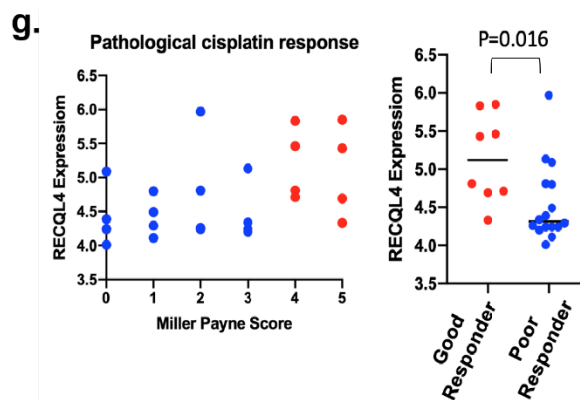 g.
Pathological cisplatin response
RECQL4 Expressiom
6.5
6.0
5.5
5.0
4.5
4.0
3.5
0 1 2 3 4 5
Miller Payne Score
P=0.016
RECQL4 Expressiom
6.5
6.0
5.5
5.0
4.5
4.0
3.5
Good
Responder
Poor
Responder